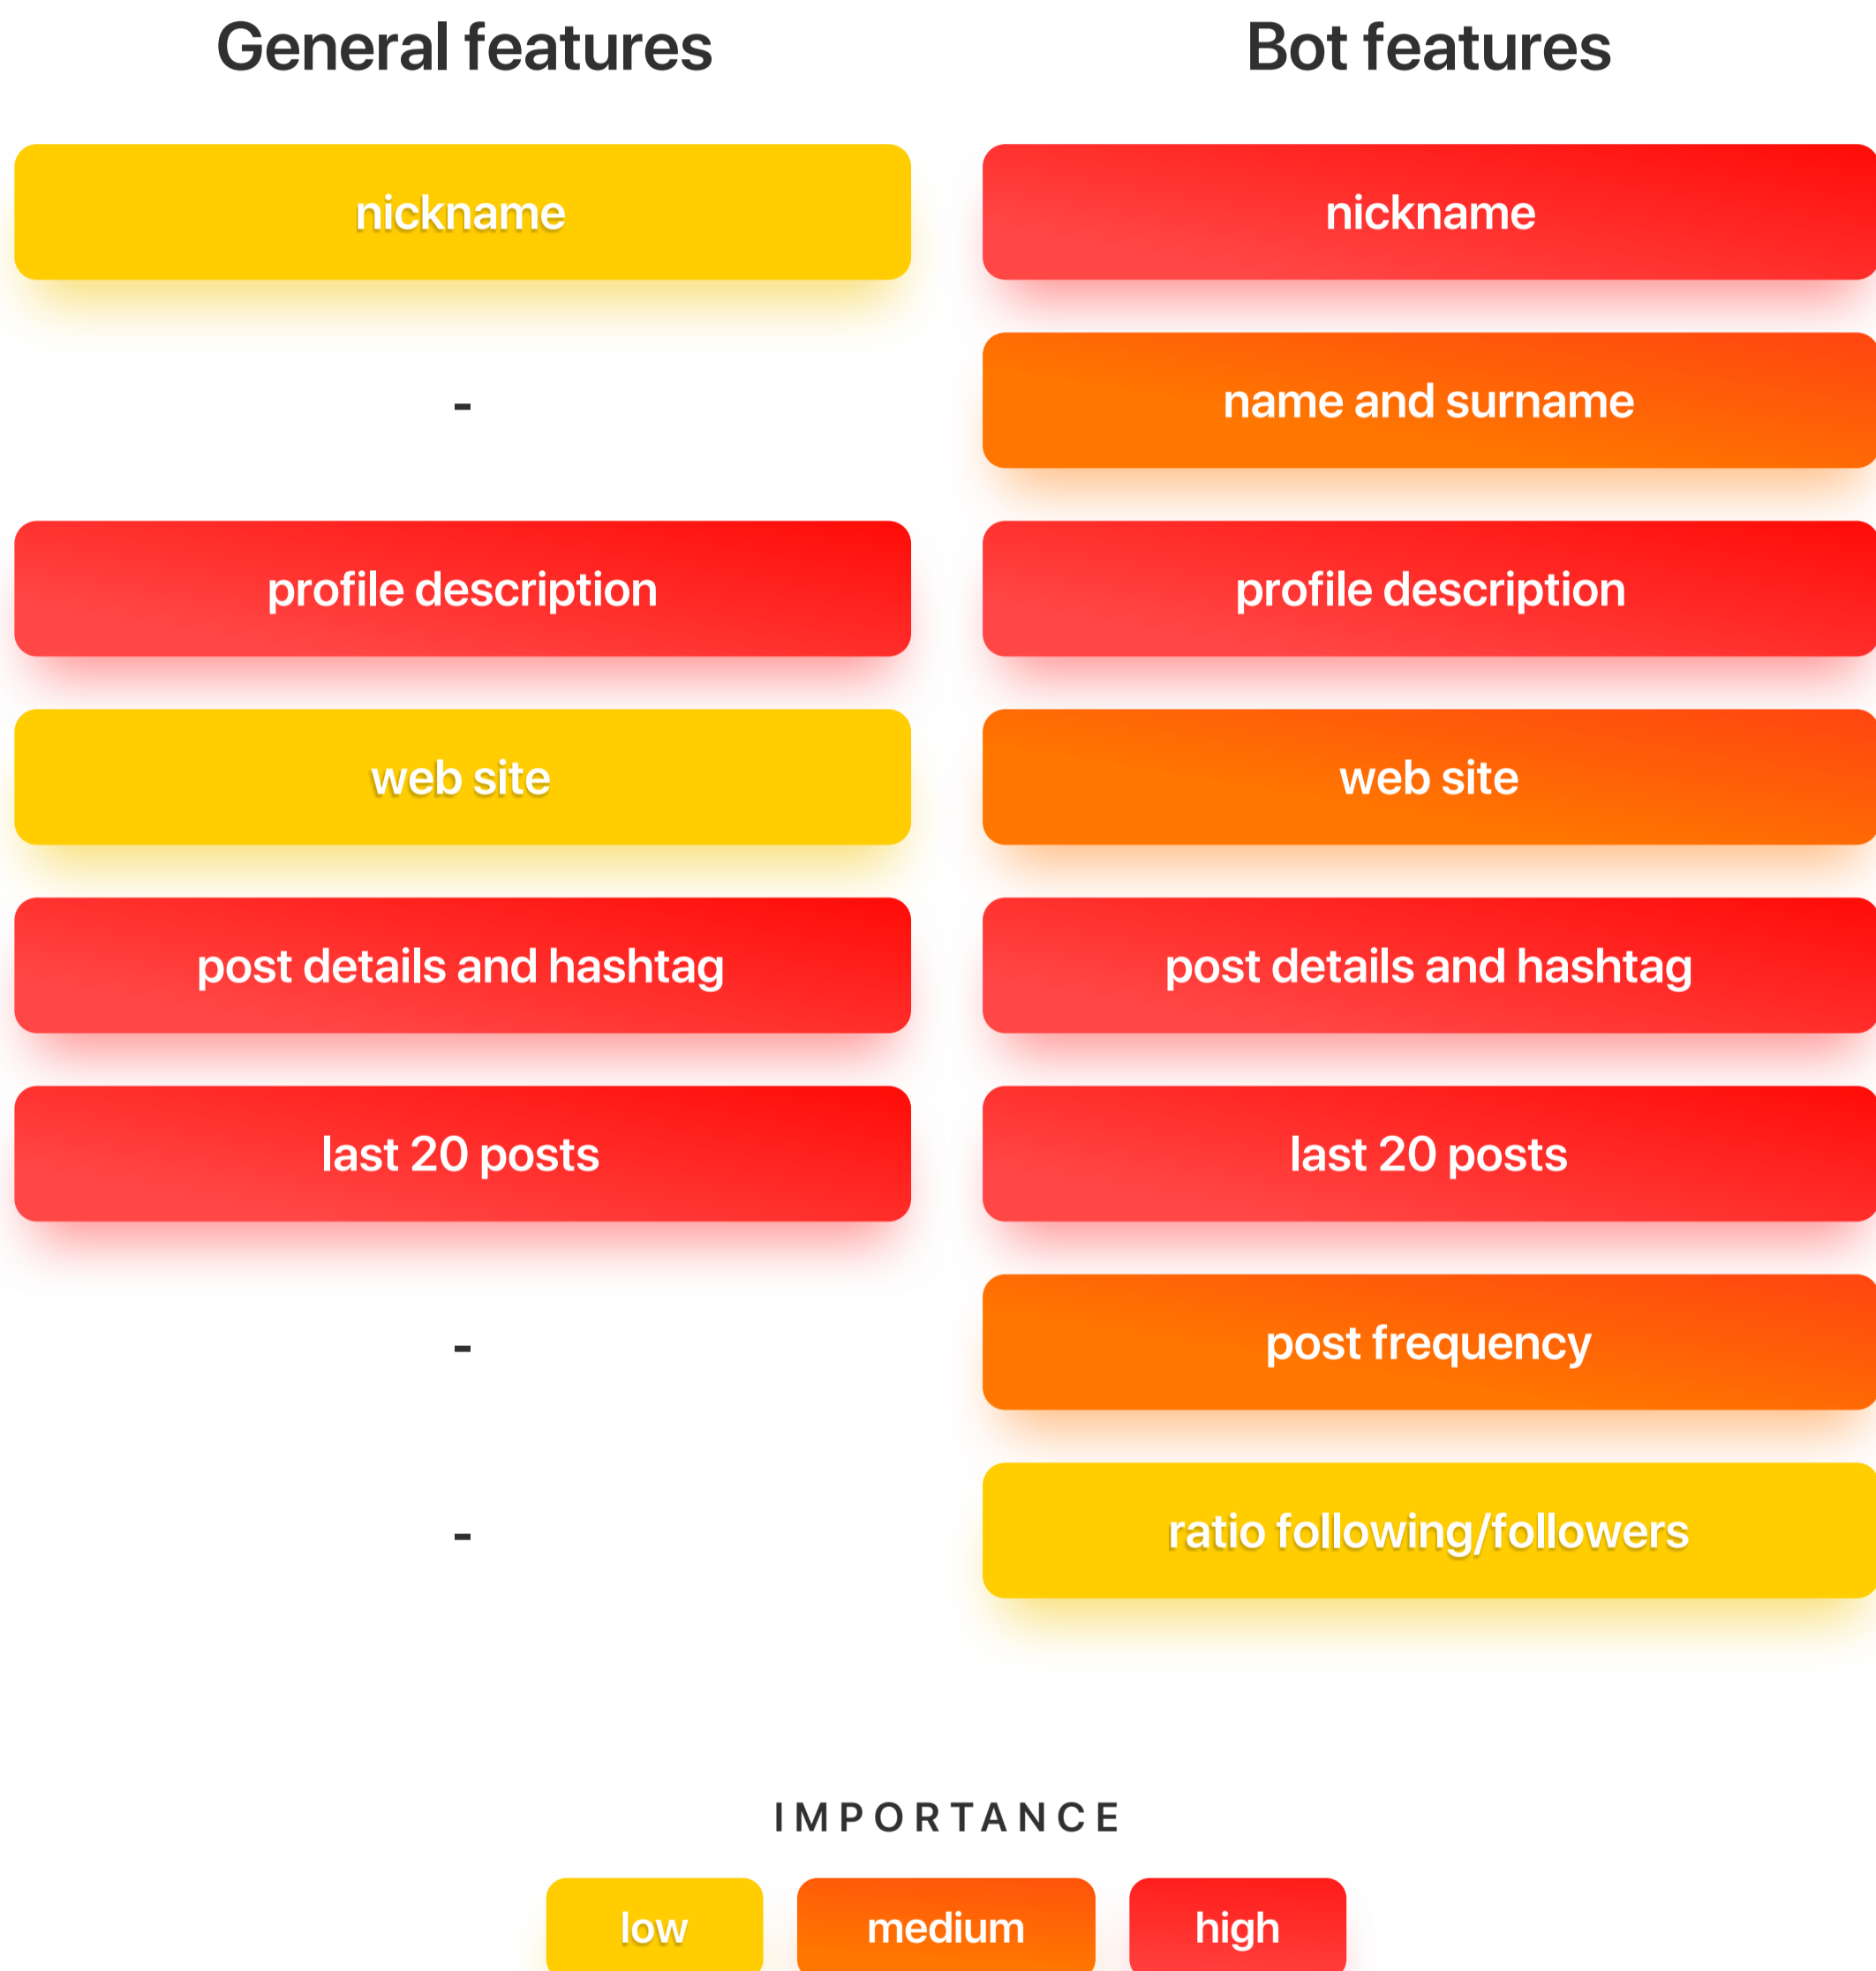 General features Bot features
nickname nickname
- name and surname
profile description profile description
web site web site
post details and hashtag post details and hashtag
last 20 posts last 20 posts
- post frequency
- ratio following/followers
IMPORTANCE
low medium high